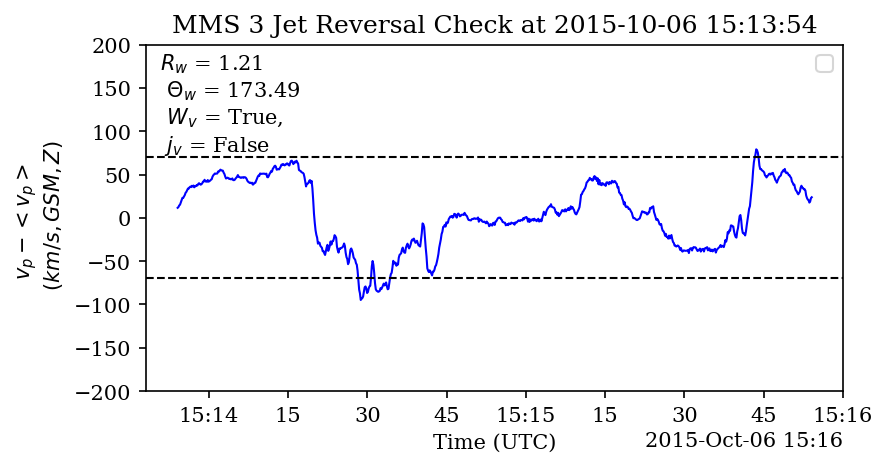 MMS 3 Jet Reversal Check at 2015-10-06 15:13:54
R_w = 1.21
Θ_w = 173.49
W_v = True,
j_v = False
200
150
100
50
0
−50
−100
−150
−200
v_p − < v_p >
(km/s, GSM, Z)
15:14 15 30 45 15:15 15 30 45 15:16
Time (UTC)
2015-Oct-06 15:16